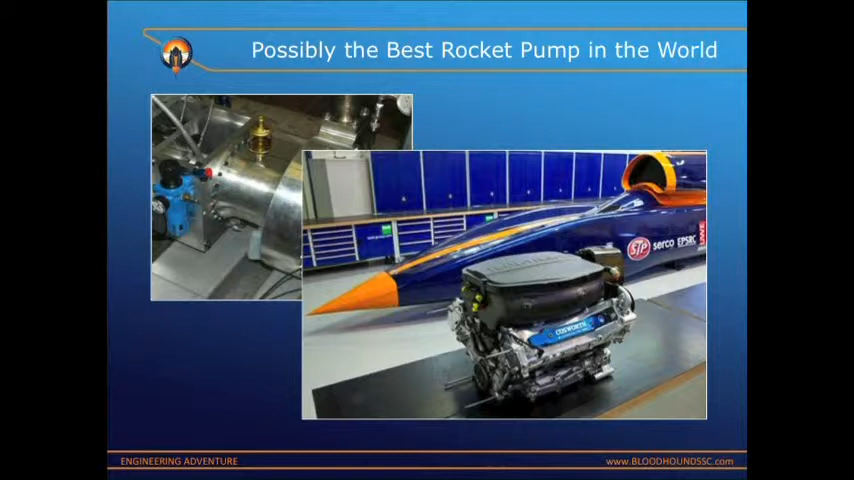 Possibly the Best Rocket Pump in the World
STP
serco
EPSRC
COSWORTH
ENGINEERING ADVENTURE
www.BLOODHOUNDSSC.com